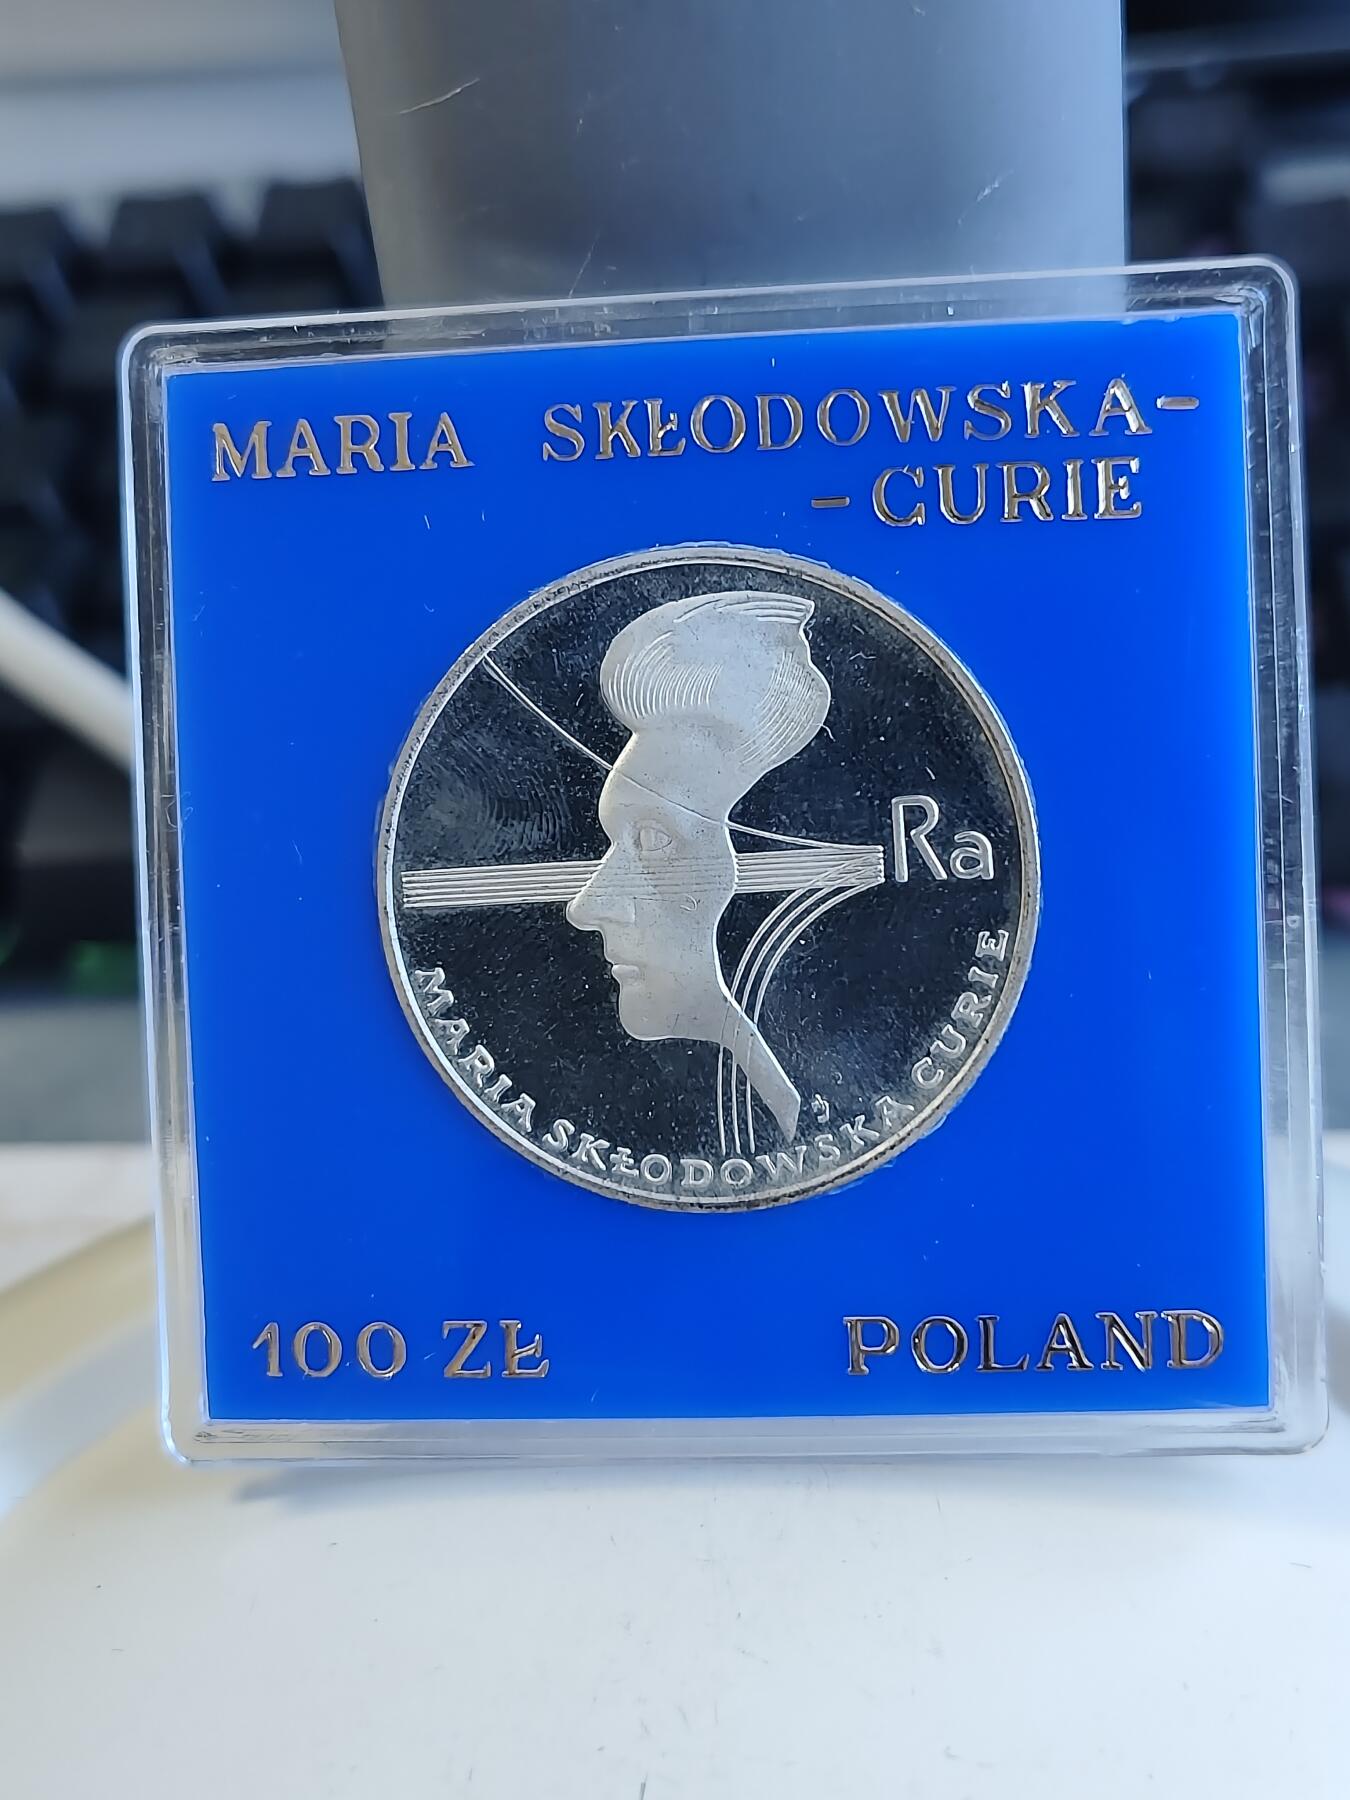 MARIA SKŁODOWSKA-
-CURIE
Ra
MARIA SKŁODOWSKA CURIE
100 ZŁ POLAND